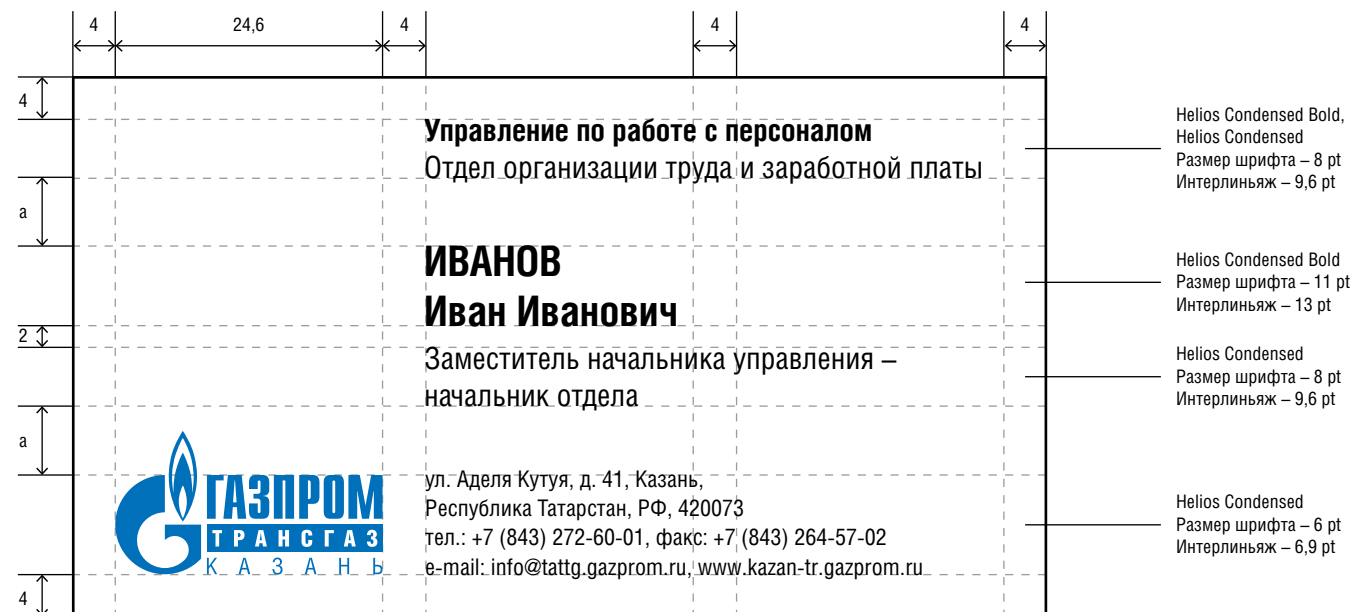 4 24,6 4 4 4
4
Управление по работе с персоналом
Отдел организации труда и заработной платы
Helios Condensed Bold,
Helios Condensed
Размер шрифта – 8 pt
Интерлиньяж – 9,6 pt
a
ИВАНОВ
Иван Иванович
Helios Condensed Bold
Размер шрифта – 11 pt
Интерлиньяж – 13 pt
2
Заместитель начальника управления –
начальник отдела
Helios Condensed
Размер шрифта – 8 pt
Интерлиньяж – 9,6 pt
a
ГАЗПРОМ
ТРАНСГАЗ
КАЗАНЬ
ул. Аделя Кутуя, д. 41, Казань,
Республика Татарстан, РФ, 420073
тел.: +7 (843) 272-60-01, факс: +7 (843) 264-57-02
e-mail: info@tattg.gazprom.ru, www.kazan-tr.gazprom.ru
Helios Condensed
Размер шрифта – 6 pt
Интерлиньяж – 6,9 pt
4